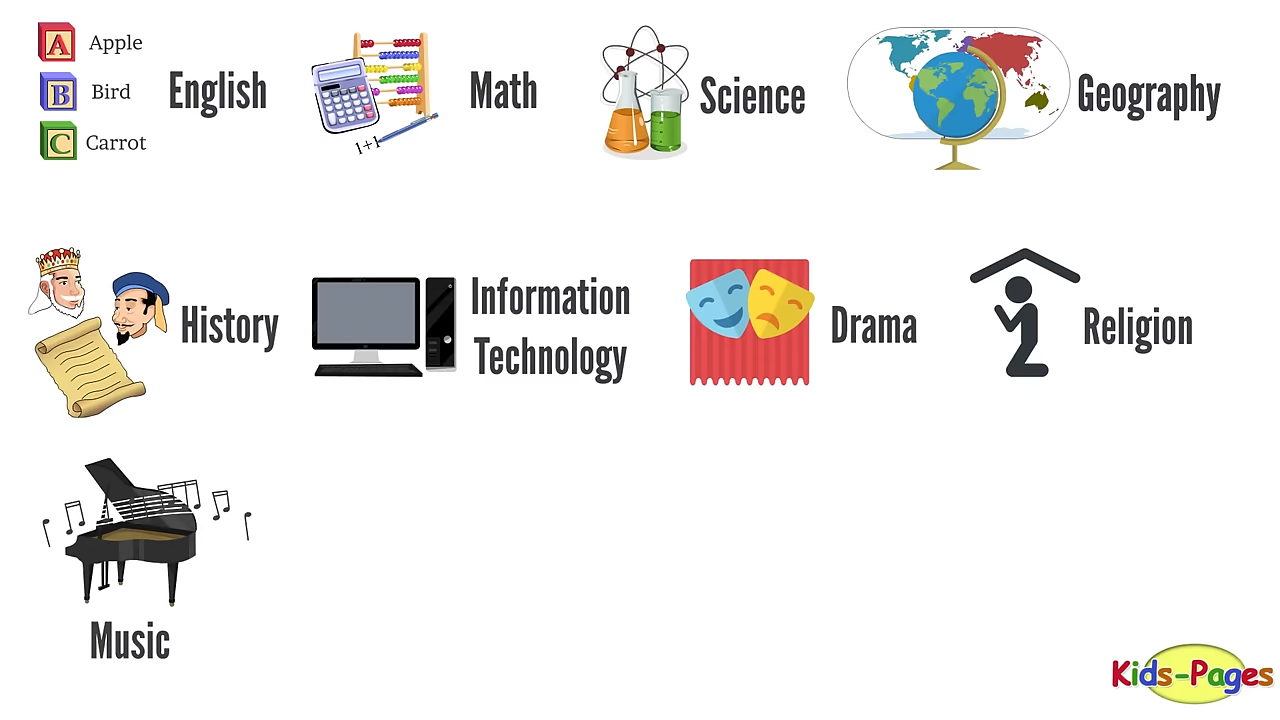 A Apple
B Bird
C Carrot
English
1+1
Math
Science
Geography
History
Information
Technology
Drama
Religion
Music
Kids-Pages